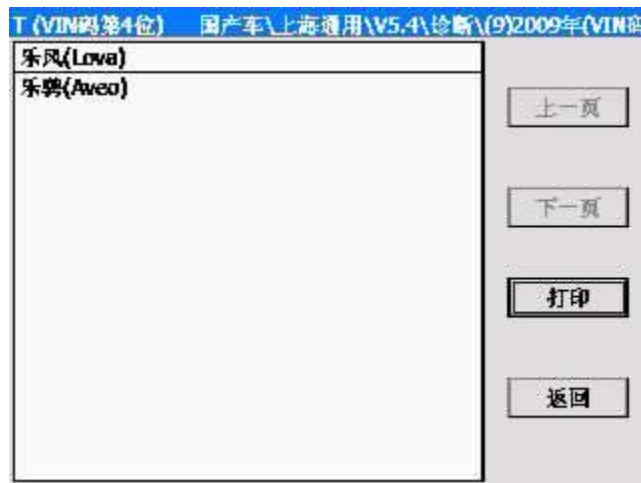 T (VIN码第4位) 国产车\上海通用\V5.4\诊断\(9)2009年(VIN码
乐风(Lova)
乐骋(Aveo)
上一页
下一页
打印
返回